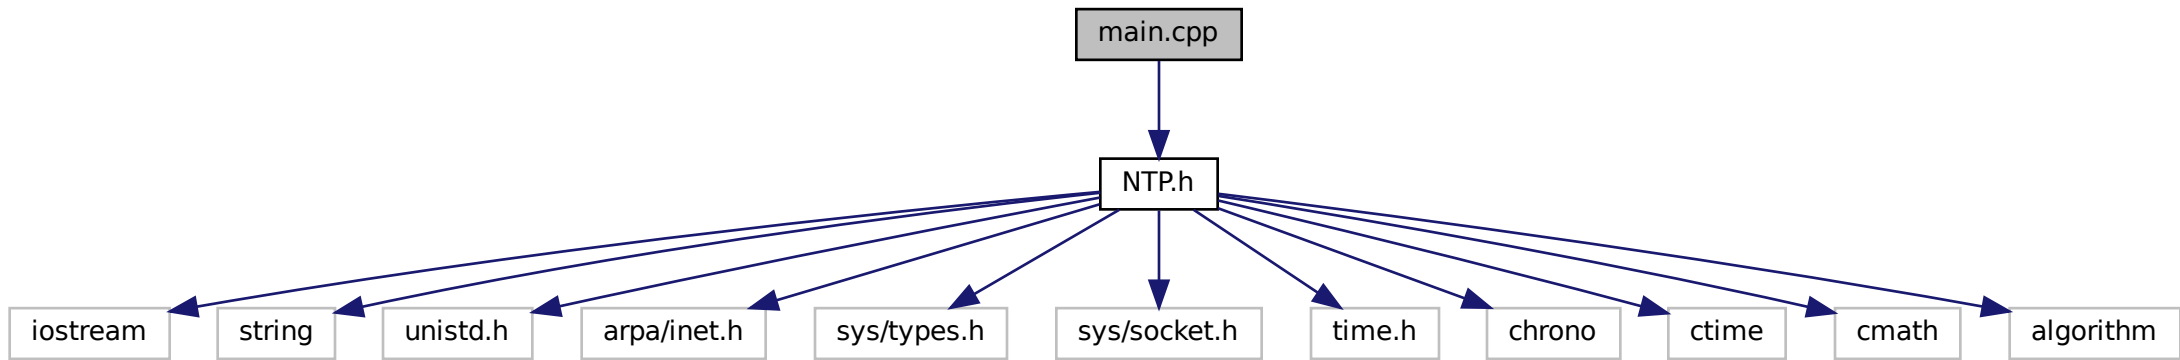 main.cpp
NTP.h
iostream
string
unistd.h
arpa/inet.h
sys/types.h
sys/socket.h
time.h
chrono
ctime
cmath
algorithm